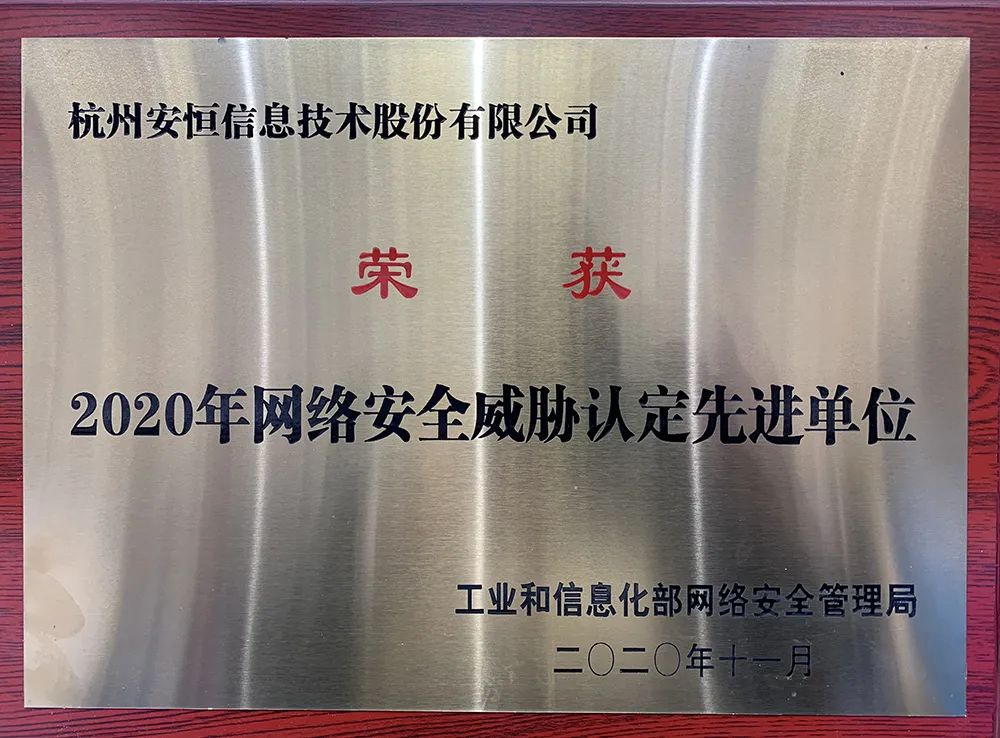 杭州安恒信息技术股份有限公司
荣 获
2020年网络安全威胁认定先进单位
工业和信息化部网络安全管理局
二〇二〇年十一月